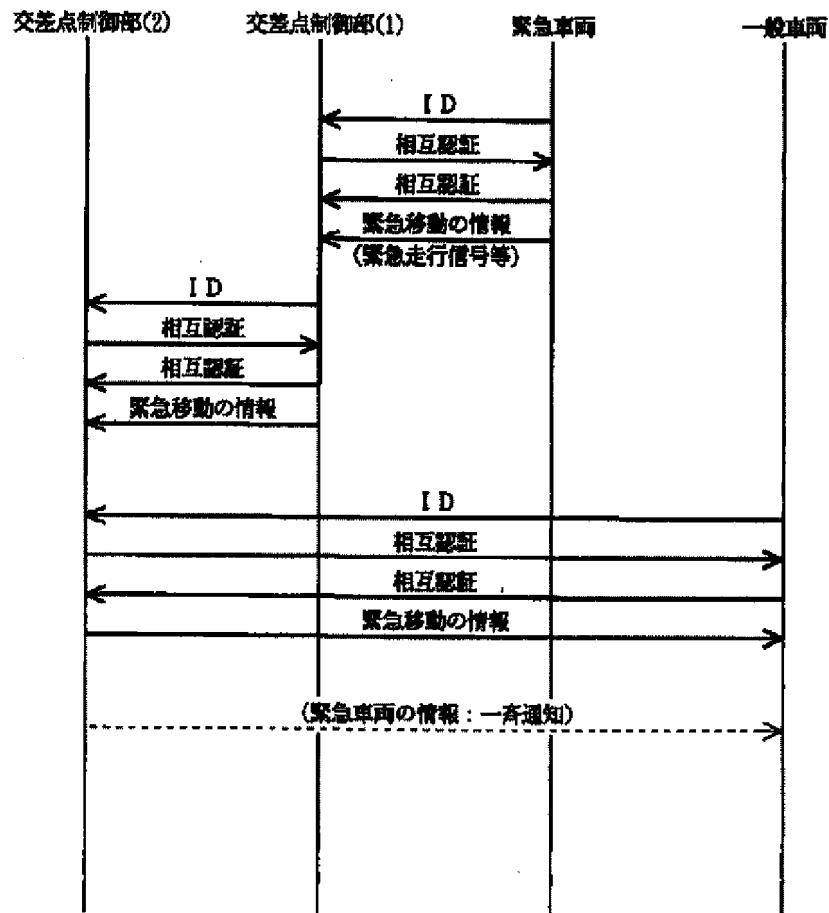 交差点制御部(2) 交差点制御部(1) 緊急車両 一般車両
ID
相互認証
相互認証
緊急移動の情報
(緊急走行信号等)
ID
相互認証
相互認証
緊急移動の情報
ID
相互認証
相互認証
緊急移動の情報
(緊急車両の情報:一斉通知)